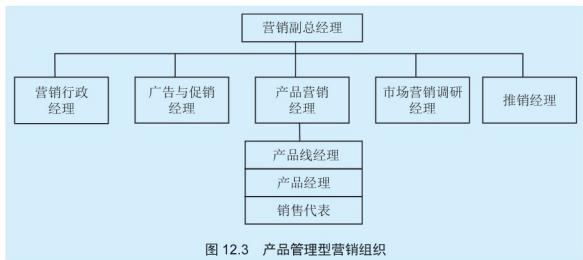 营销副总经理
营销行政
经理
广告与促销
经理
产品营销
经理
市场营销调研
经理
推销经理
产品线经理
产品经理
销售代表
图 12.3 产品管理型营销组织